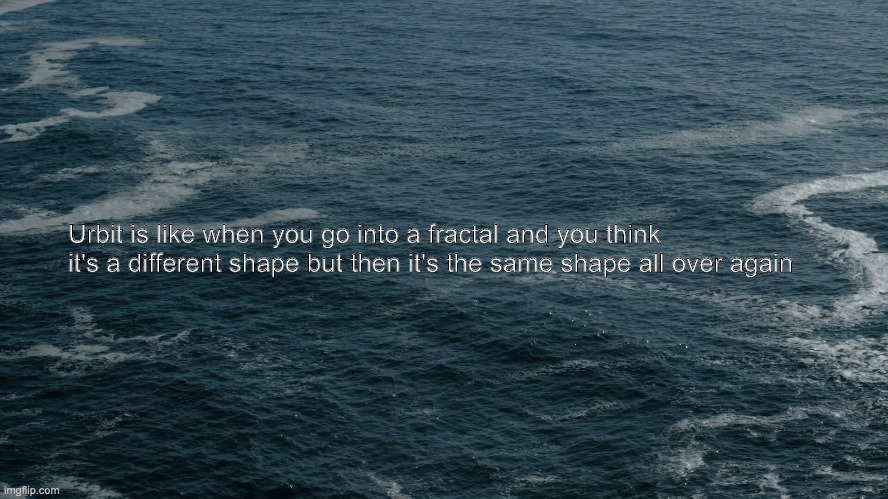 Urbit is like when you go into a fractal and you think
it's a different shape but then it's the same shape all over again
imgflip.com